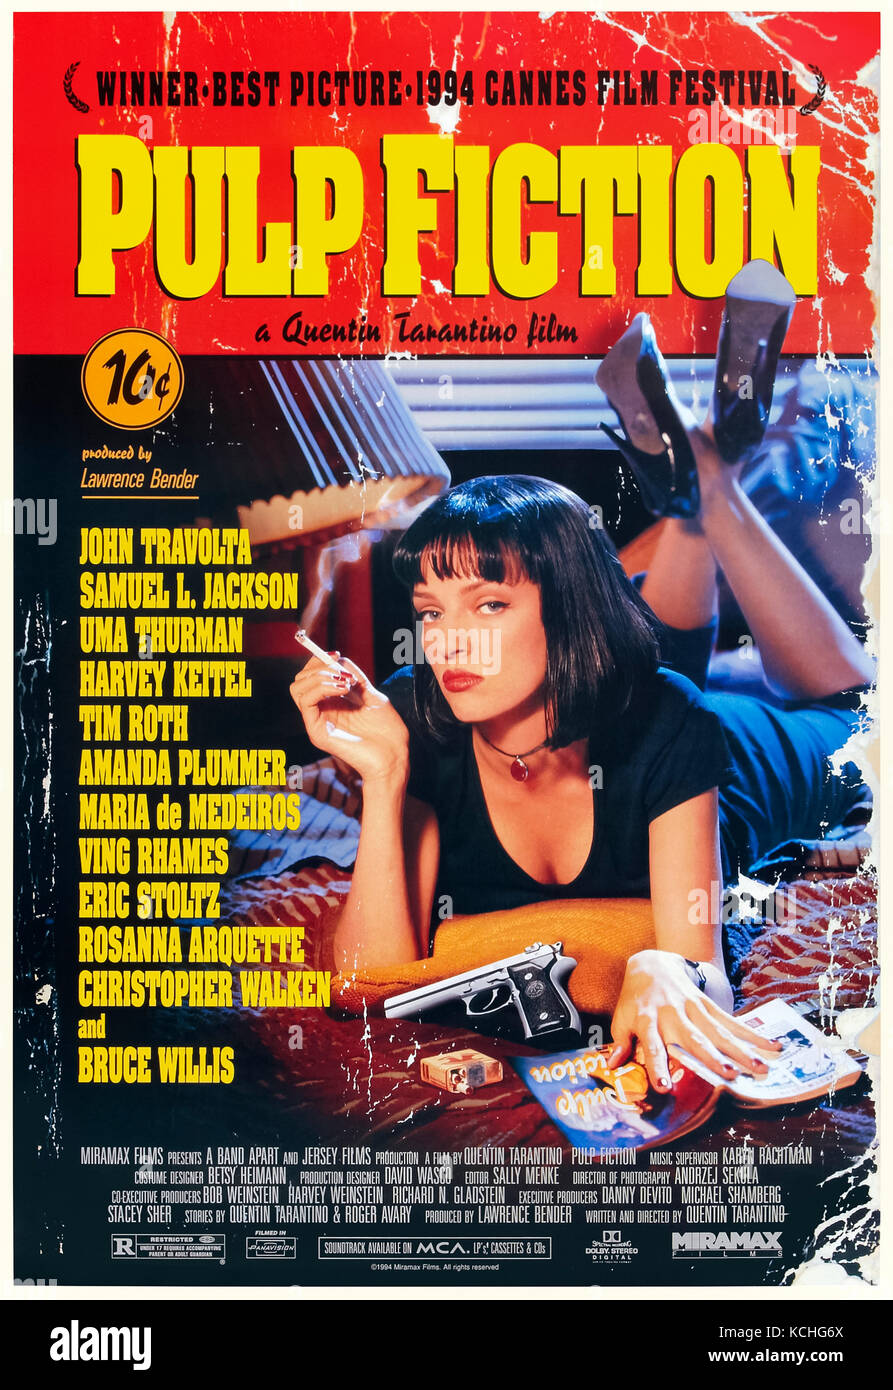 WINNER·BEST PICTURE·1994 CANNES FILM FESTIVAL
PULP FICTION
a Quentin Tarantino film
10¢
produced by
Lawrence Bender
JOHN TRAVOLTA
SAMUEL L. JACKSON
UMA THURMAN
HARVEY KEITEL
TIM ROTH
AMANDA PLUMMER
MARIA de MEDEIROS
VING RHAMES
ERIC STOLTZ
ROSANNA ARQUETTE
CHRISTOPHER WALKEN
and
BRUCE WILLIS
Pulp
Fiction
MIRAMAX FILMS PRESENTS A BAND APART AND JERSEY FILMS PRODUCTION A FILM BY QUENTIN TARANTINO PULP FICTION MUSIC SUPERVISOR KARYN RACHTMAN
COSTUME DESIGNER BETSY HEIMANN PRODUCTION DESIGNER DAVID WASCO EDITOR SALLY MENKE DIRECTOR OF PHOTOGRAPHY ANDRZEJ SEKULA
CO-EXECUTIVE PRODUCERS BOB WEINSTEIN HARVEY WEINSTEIN RICHARD N. GLADSTEIN EXECUTIVE PRODUCERS DANNY DEVITO MICHAEL SHAMBERG
STACEY SHER STORIES BY QUENTIN TARANTINO & ROGER AVARY PRODUCED BY LAWRENCE BENDER WRITTEN AND DIRECTED BY QUENTIN TARANTINO
R RESTRICTED
UNDER 17 REQUIRES ACCOMPANYING
PARENT OR ADULT GUARDIAN
FILMED IN
PANAVISION
SOUNDTRACK AVAILABLE ON MCA. LP's, CASSETTES & CDs
DOLBY STEREO
DIGITAL
MIRAMAX
FILMS
©1994 Miramax Films. All rights reserved
alamy
Image ID: KCHG6X
www.alamy.com